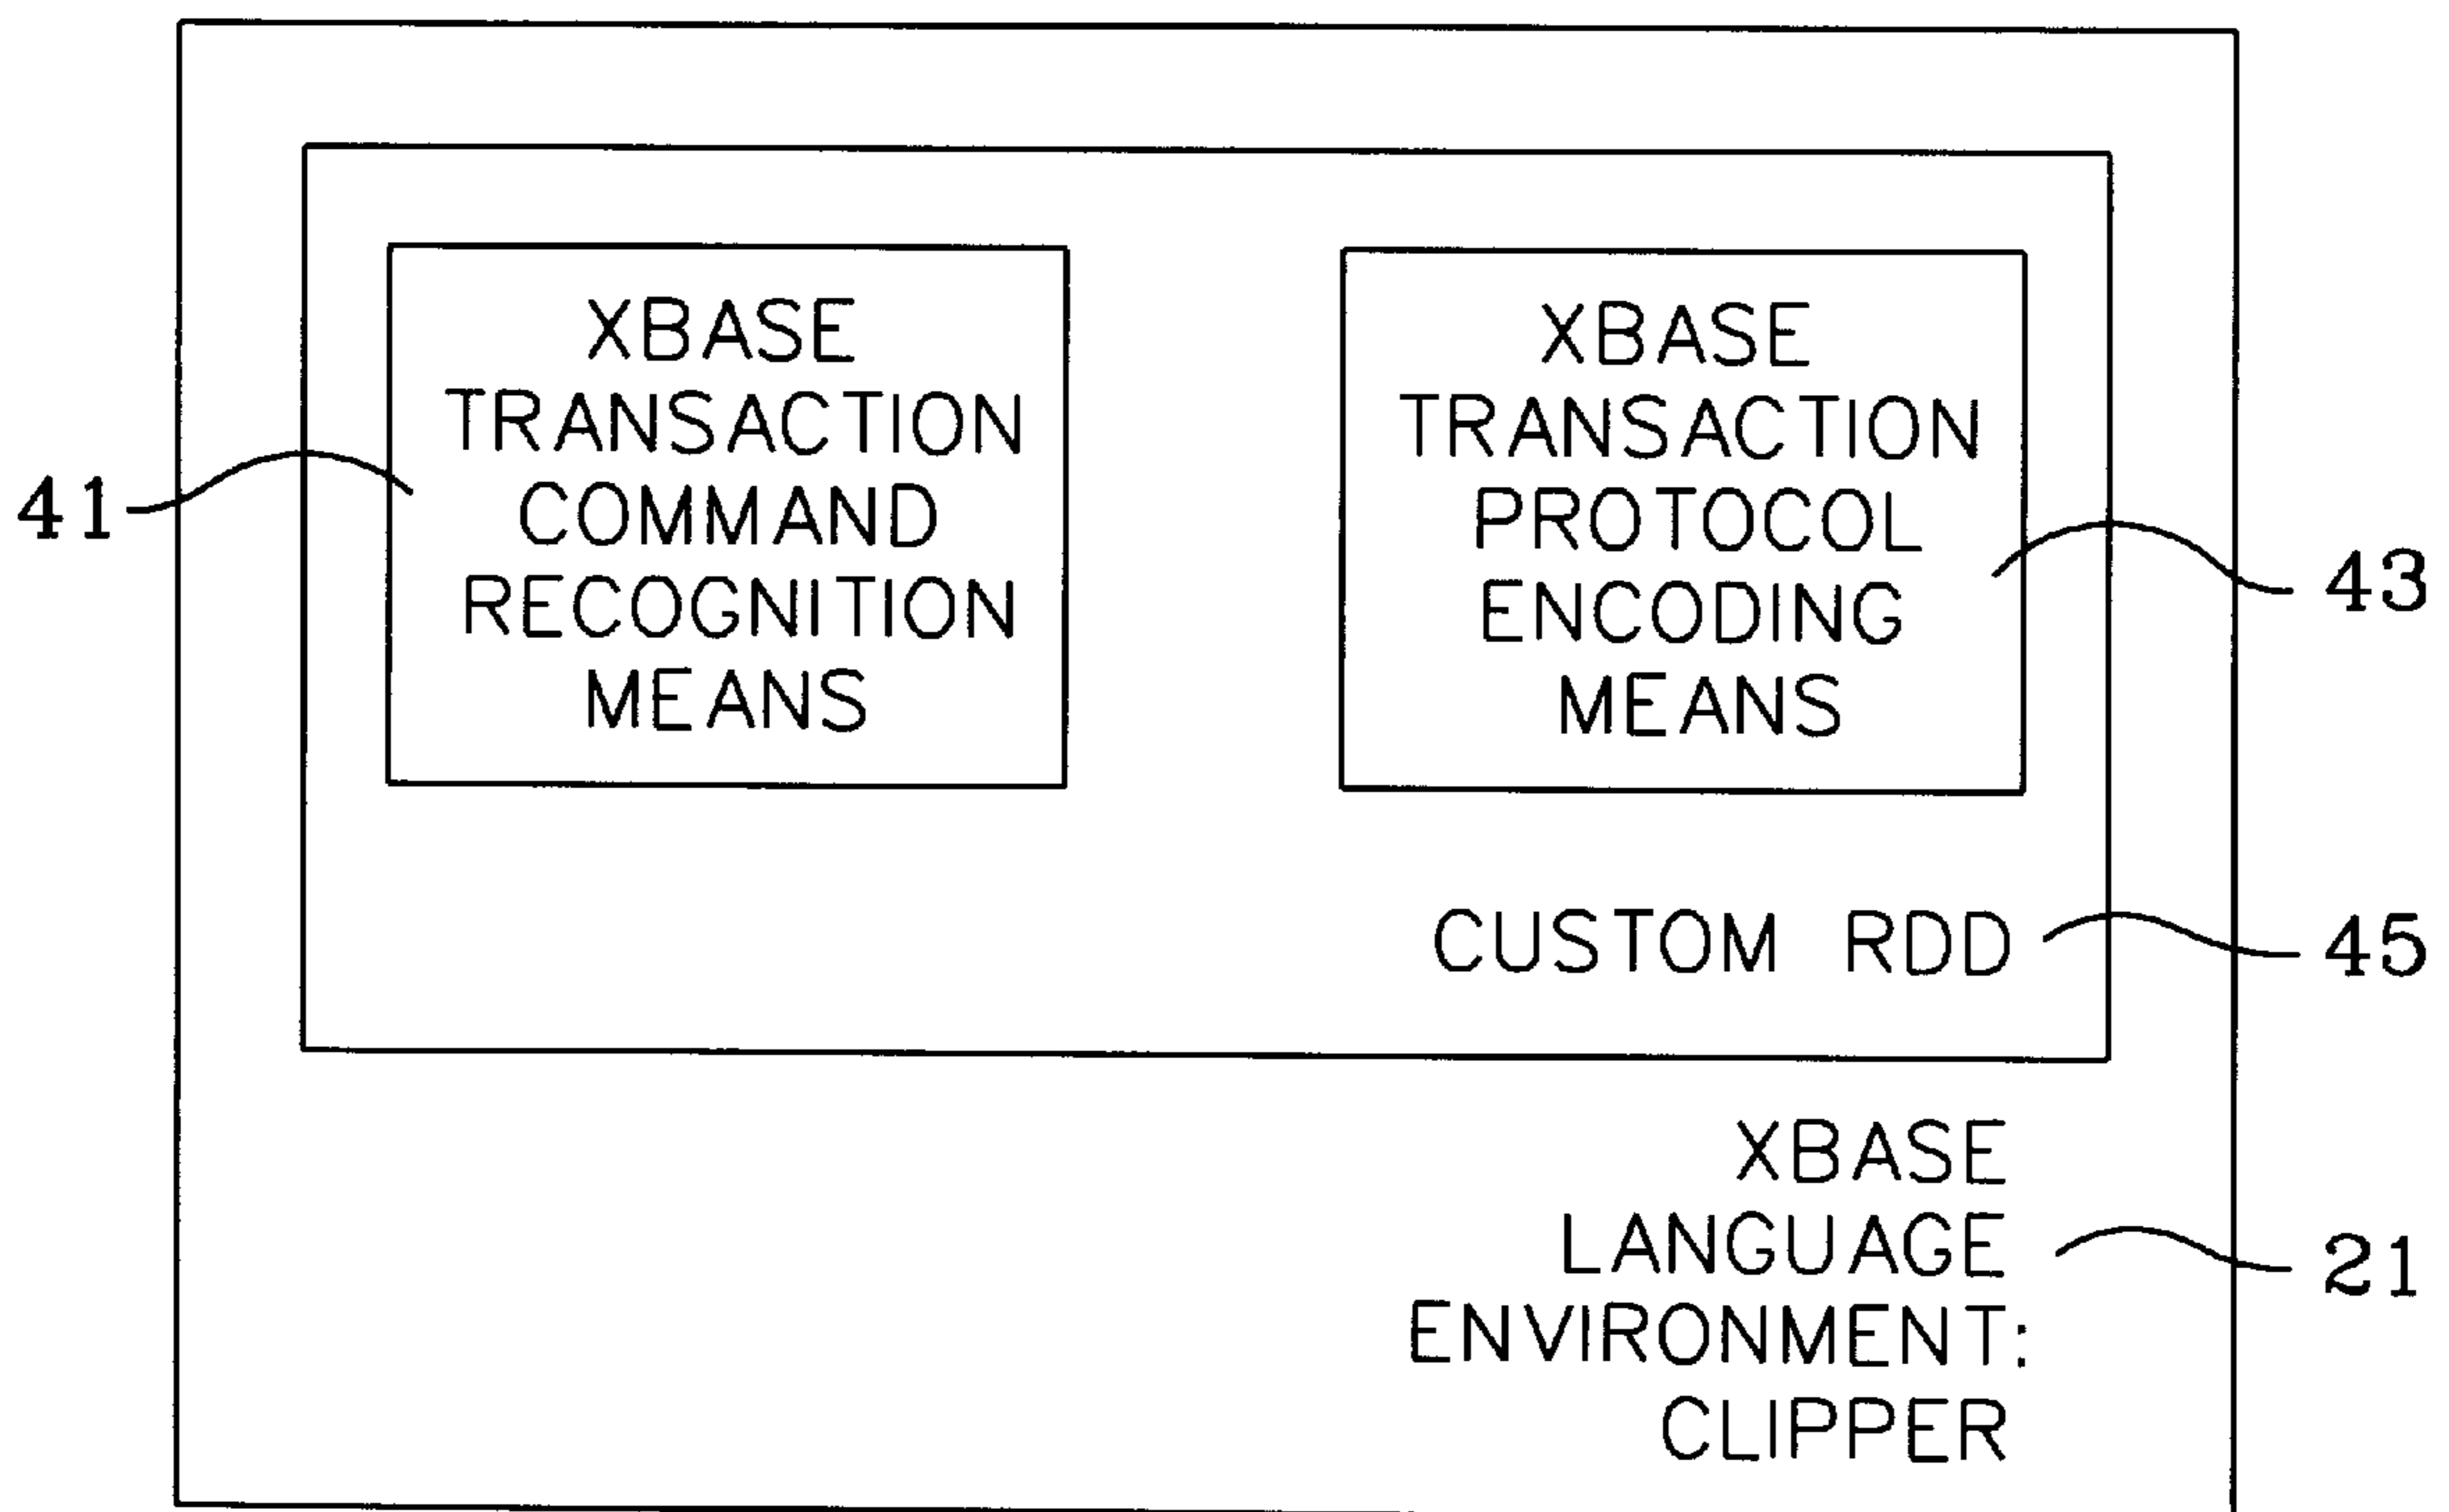 XBASE
TRANSACTION
COMMAND
RECOGNITION
MEANS
41
XBASE
TRANSACTION
PROTOCOL
ENCODING
MEANS
43
CUSTOM RDD
45
XBASE
LANGUAGE
ENVIRONMENT:
CLIPPER
21